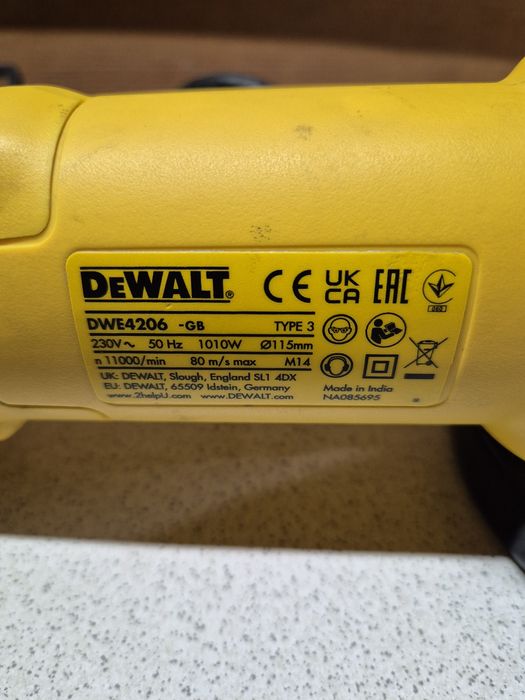 DEWALT®
CE UK CA EAC
060
DWE4206 -GB TYPE 3
230V~ 50 Hz 1010W Ø115mm
n 11000/min 80 m/s max M14
UK: DEWALT, Slough, England SL1 4DX
EU: DEWALT, 65509 Idstein, Germany
www.2helpU.com www.DEWALT.com
Made in India
NA085695